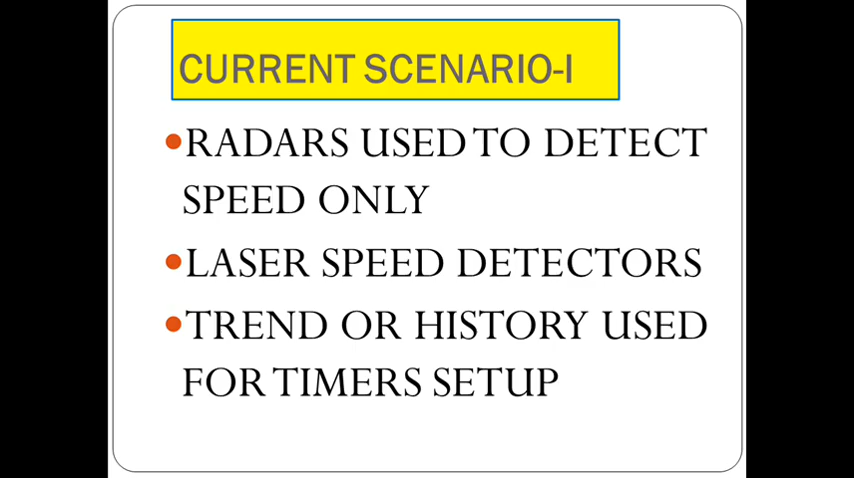 CURRENT SCENARIO-I
•RADARS USED TO DETECT
SPEED ONLY
•LASER SPEED DETECTORS
•TREND OR HISTORY USED
FOR TIMERS SETUP